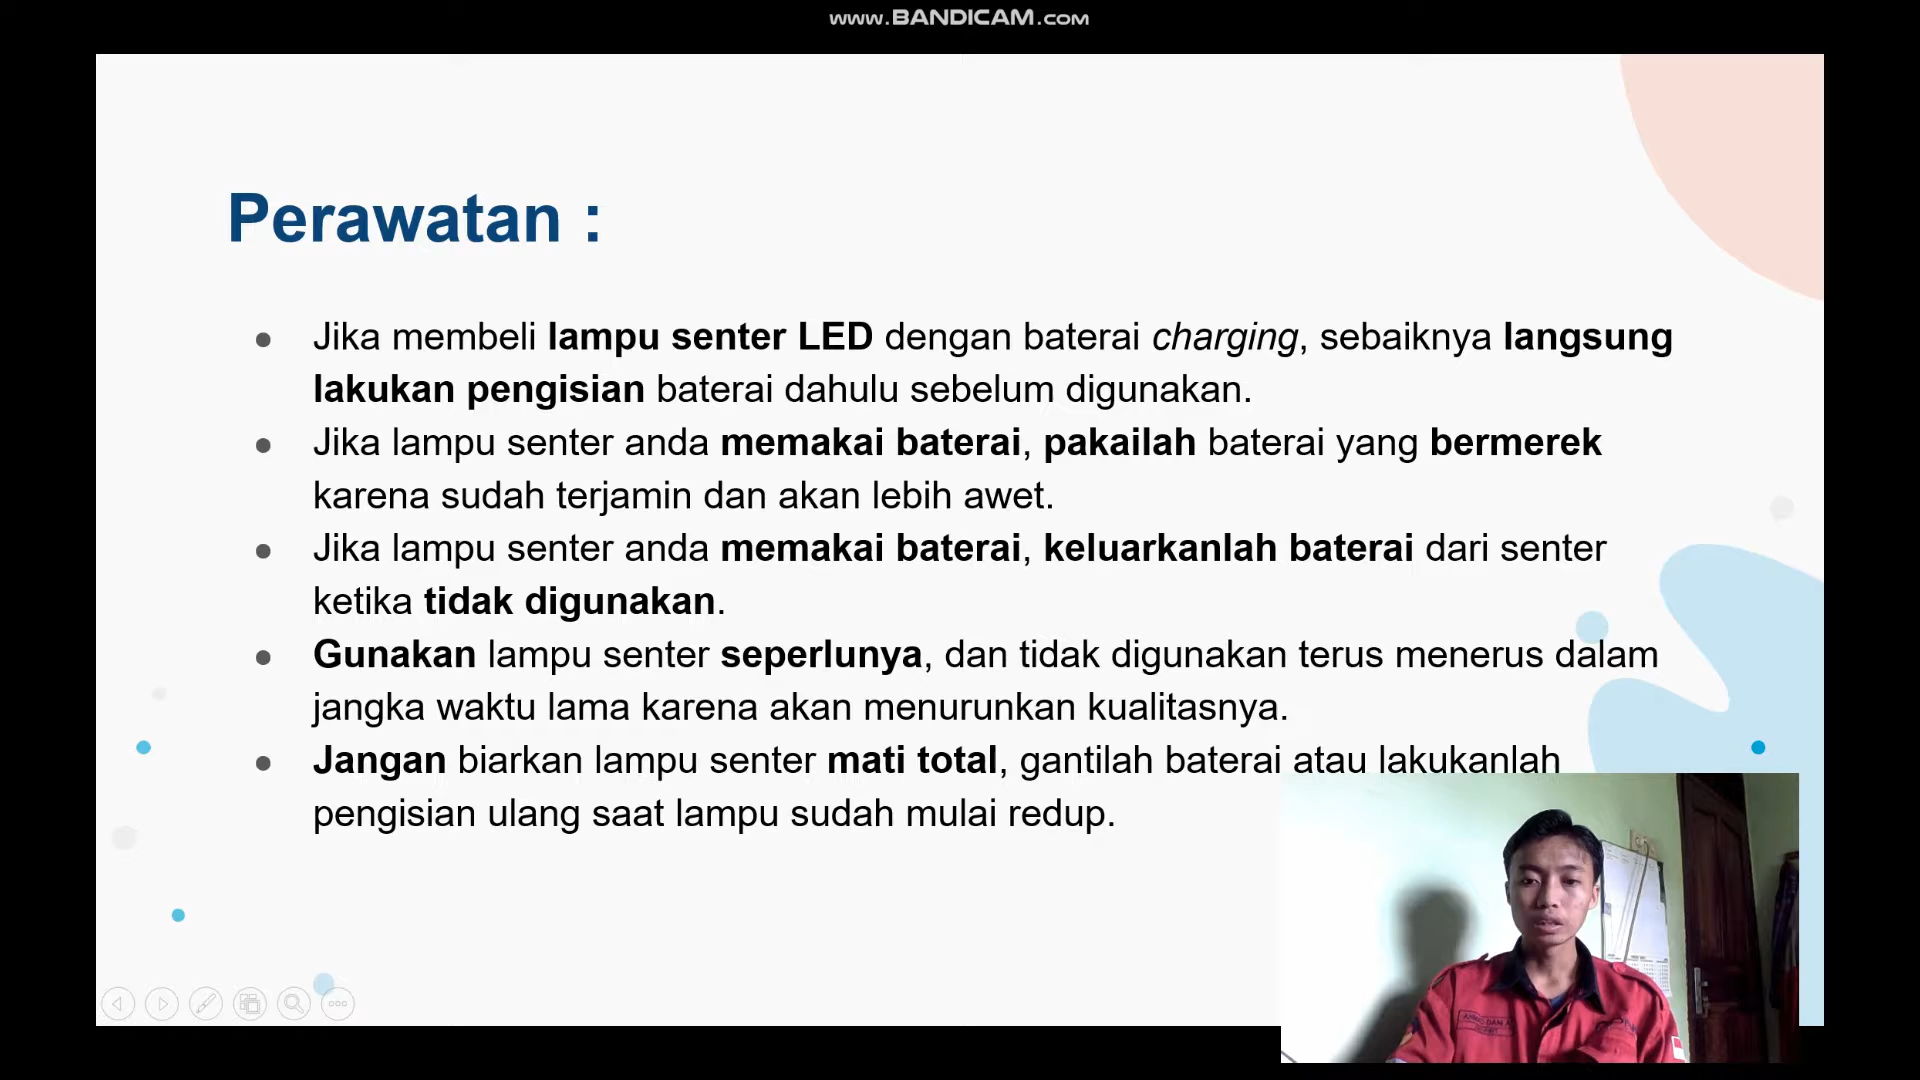 www.BANDICAM.com
Perawatan :
● Jika membeli lampu senter LED dengan baterai charging, sebaiknya langsung
lakukan pengisian baterai dahulu sebelum digunakan.
● Jika lampu senter anda memakai baterai, pakailah baterai yang bermerek
karena sudah terjamin dan akan lebih awet.
● Jika lampu senter anda memakai baterai, keluarkanlah baterai dari senter
ketika tidak digunakan.
● Gunakan lampu senter seperlunya, dan tidak digunakan terus menerus dalam
jangka waktu lama karena akan menurunkan kualitasnya.
● Jangan biarkan lampu senter mati total, gantilah baterai atau lakukanlah
pengisian ulang saat lampu sudah mulai redup.